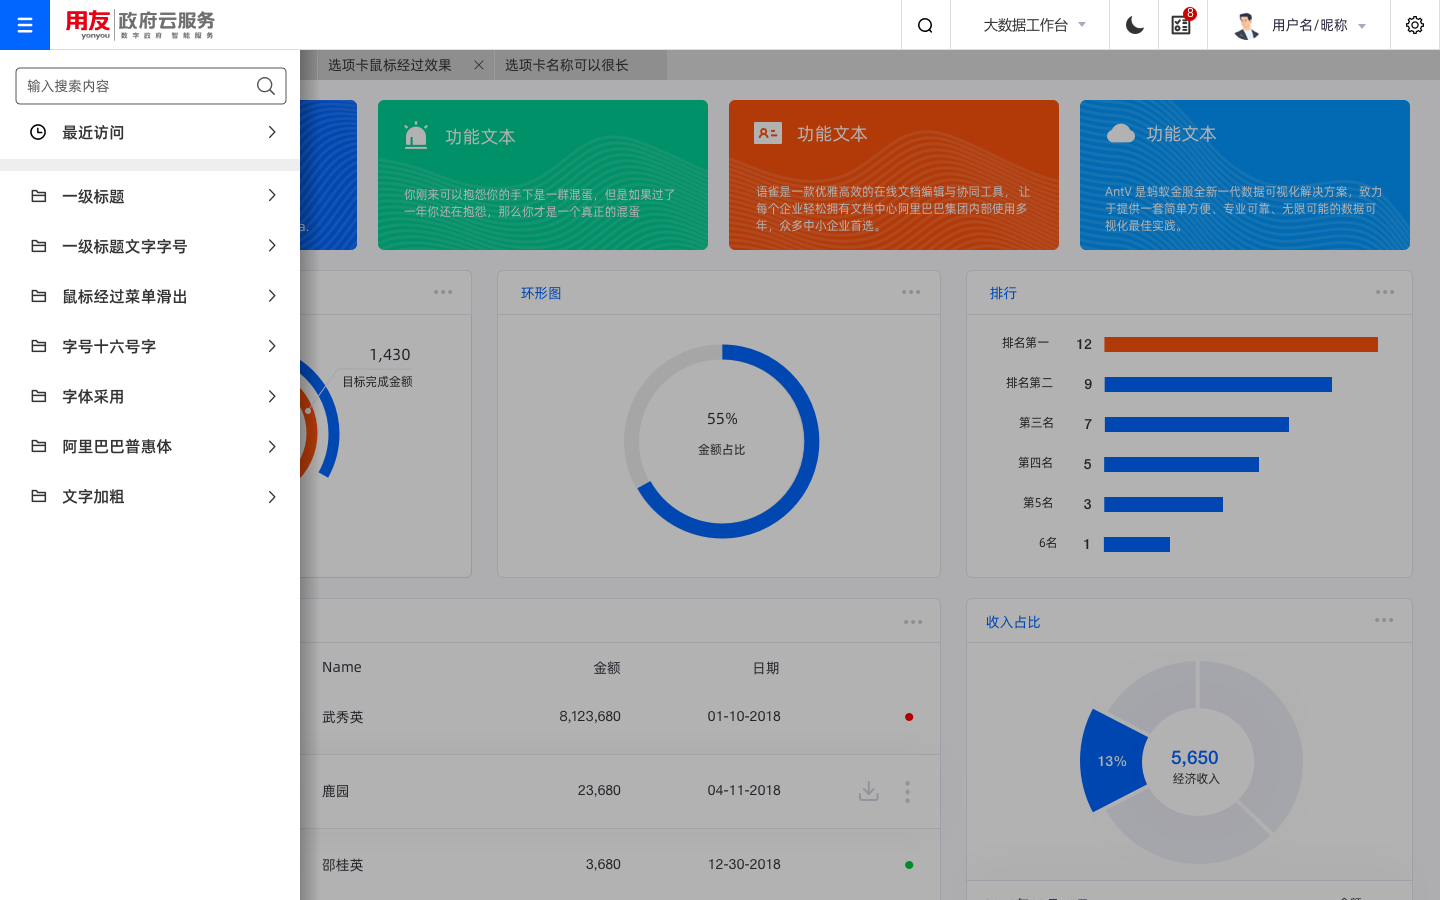 用友 政府云服务
yonyou 数字政府 智能服务
大数据工作台
8
用户名/昵称
选项卡鼠标经过效果
选项卡名称可以很长
输入搜索内容
最近访问
一级标题
一级标题文字字号
鼠标经过菜单滑出
字号十六号字
字体采用
阿里巴巴普惠体
文字加粗
a.
功能文本
你刚来可以抱怨你的手下是一群混蛋，但是如果过了
一年你还在抱怨，那么你才是一个真正的混蛋
功能文本
语雀是一款优雅高效的在线文档编辑与协同工具， 让
每个企业轻松拥有文档中心阿里巴巴集团内部使用多
年，众多中小企业首选。
功能文本
AntV 是蚂蚁金服全新一代数据可视化解决方案，致力
于提供一套简单方便、专业可靠、无限可能的数据可
视化最佳实践。
1,430
目标完成金额
环形图
55%
金额占比
排行
排名第一 12
排名第二 9
第三名 7
第四名 5
第5名 3
6名 1
Name 金额 日期
武秀英 8,123,680 01-10-2018
鹿园 23,680 04-11-2018
邵桂英 3,680 12-30-2018
收入占比
13%
5,650
经济收入